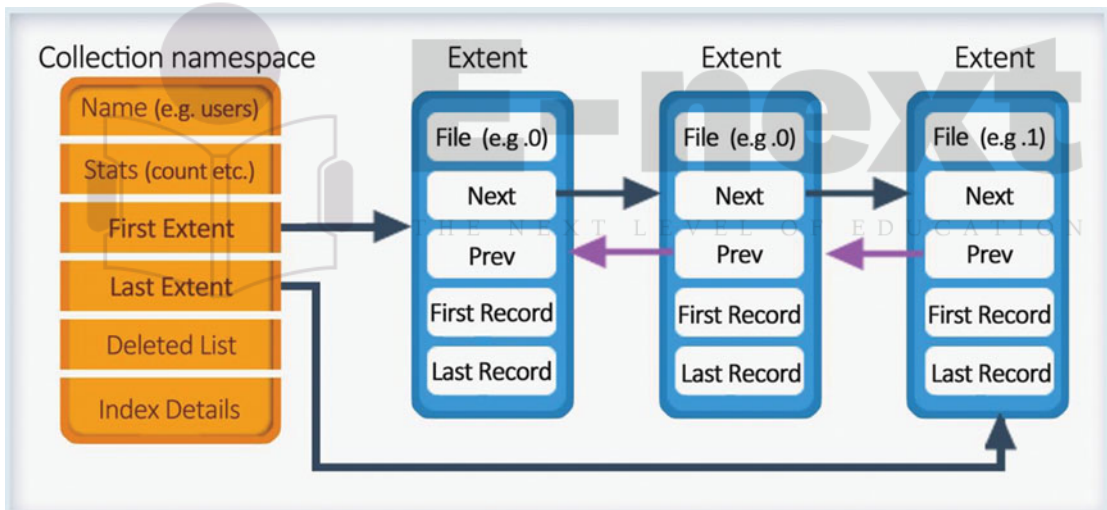 Collection namespace
Name (e.g. users)
Stats (count etc.)
First Extent
Last Extent
Deleted List
Index Details
Extent
File (e.g .0)
Next
Prev
First Record
Last Record
Extent
File (e.g .0)
Next
Prev
First Record
Last Record
Extent
File (e.g .1)
Next
Prev
First Record
Last Record
E-next
THE NEXT LEVEL OF EDUCATION